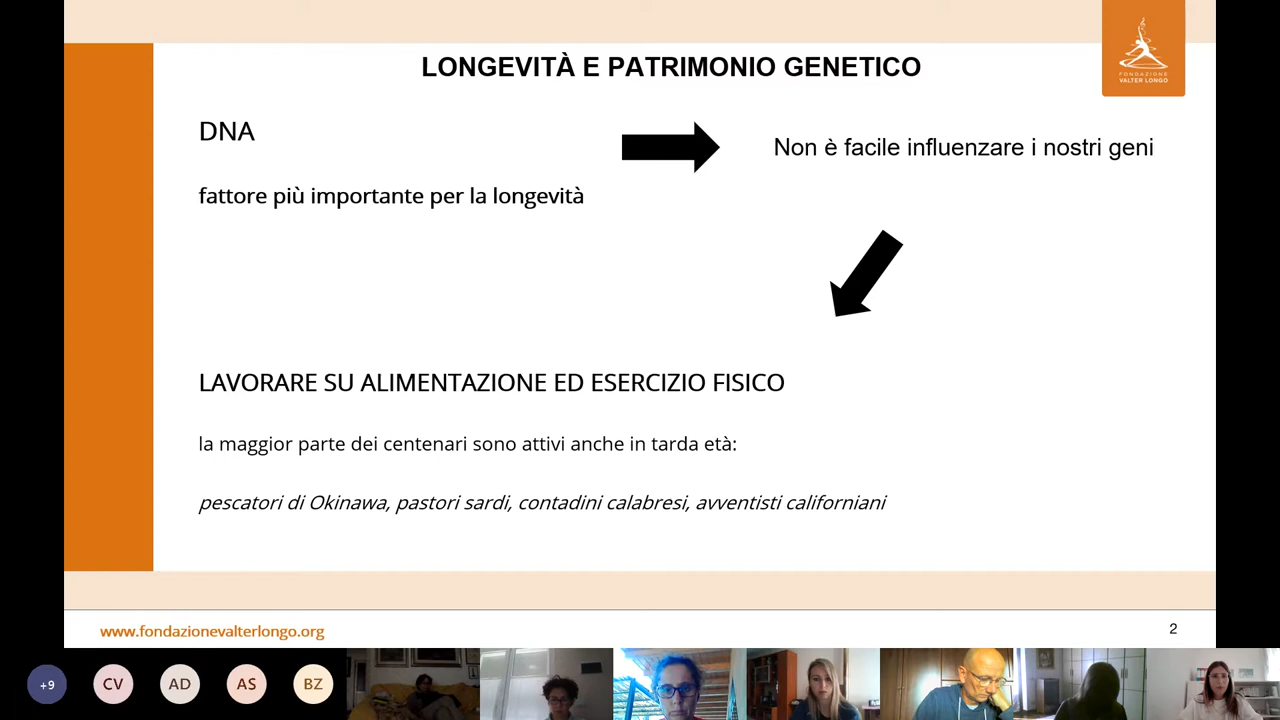 LONGEVITÀ E PATRIMONIO GENETICO
FONDAZIONE
VALTER LONGO
DNA
Non è facile influenzare i nostri geni
fattore più importante per la longevità
LAVORARE SU ALIMENTAZIONE ED ESERCIZIO FISICO
la maggior parte dei centenari sono attivi anche in tarda età:
pescatori di Okinawa, pastori sardi, contadini calabresi, avventisti californiani
www.fondazionevalterlongo.org
2
+9
CV
AD
AS
BZ